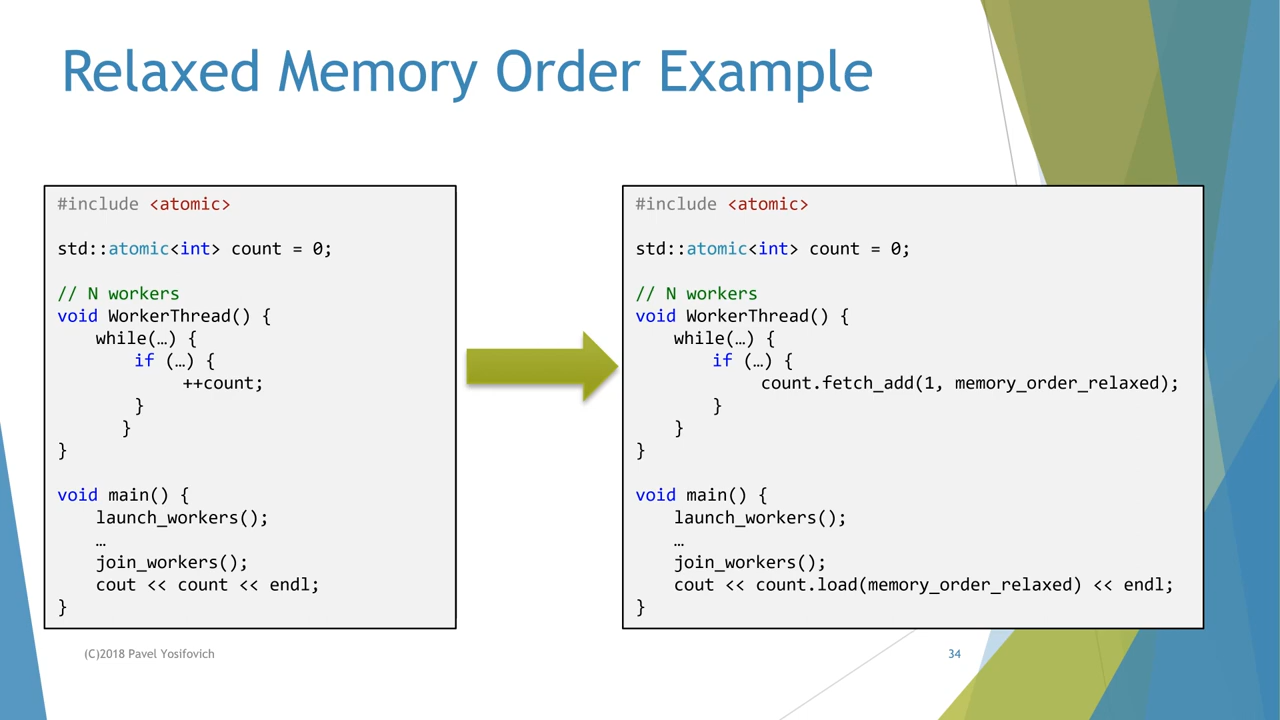 Relaxed Memory Order Example
#include <atomic>
std::atomic<int> count = 0;
// N workers
void WorkerThread() {
while(…) {
if (…) {
++count;
}
}
}
void main() {
launch_workers();
…
join_workers();
cout << count << endl;
}
#include <atomic>
std::atomic<int> count = 0;
// N workers
void WorkerThread() {
while(…) {
if (…) {
count.fetch_add(1, memory_order_relaxed);
}
}
}
void main() {
launch_workers();
…
join_workers();
cout << count.load(memory_order_relaxed) << endl;
}
(C)2018 Pavel Yosifovich
34